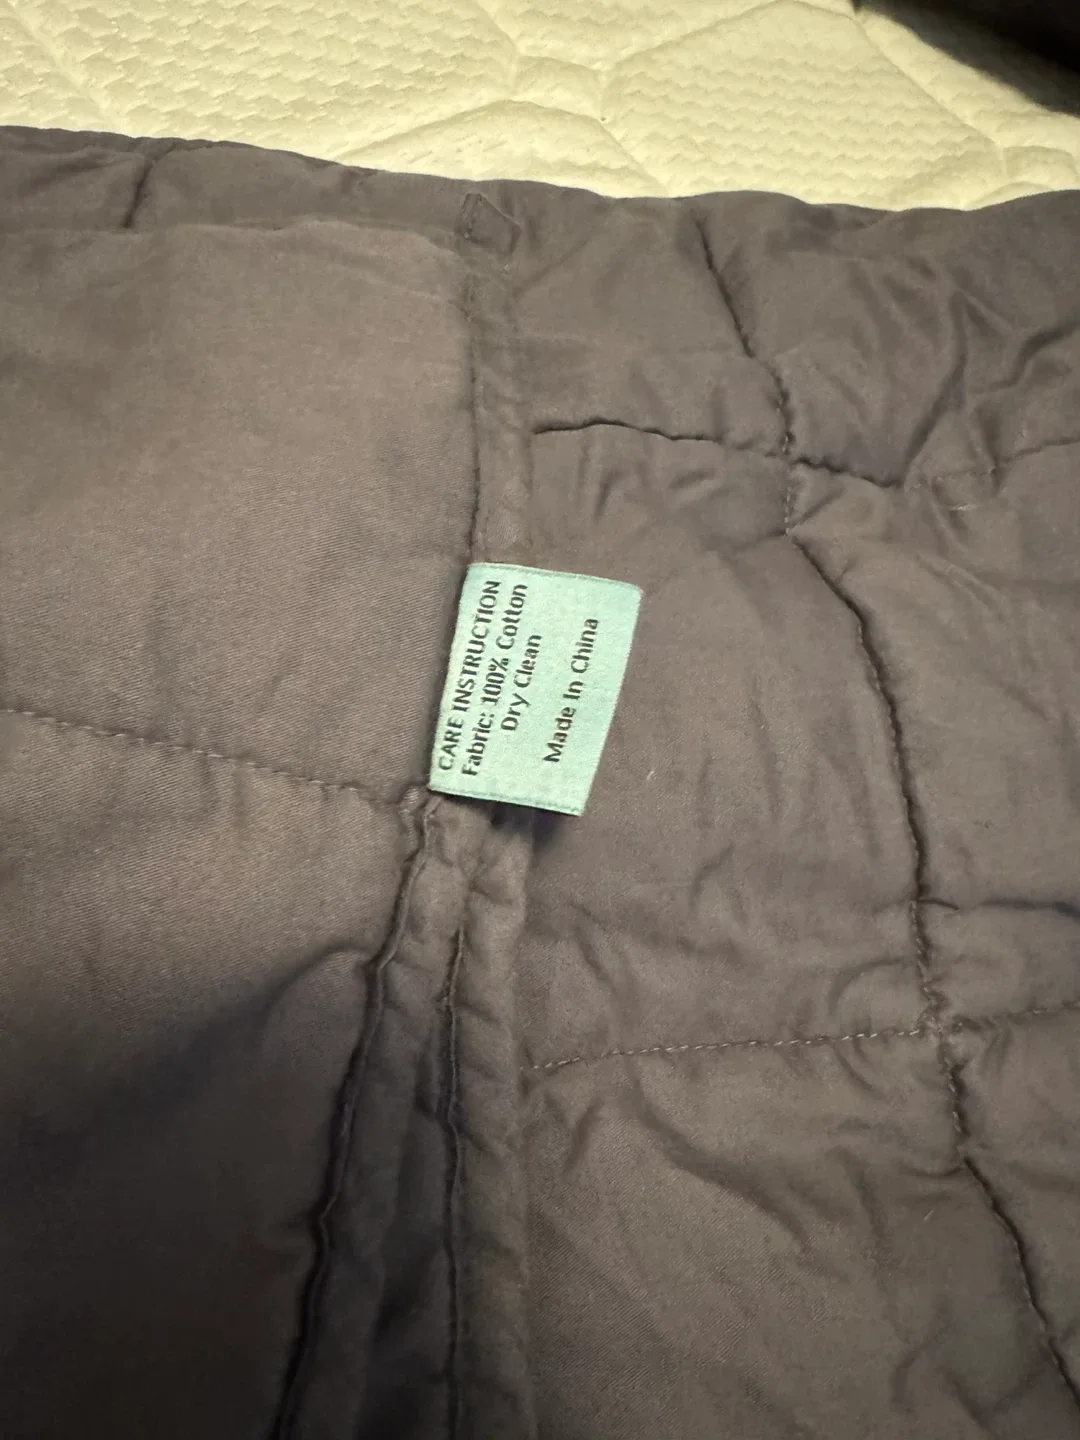 CARE INSTRUCTION
Fabric: 100% Cotton
Dry Clean
Made In China